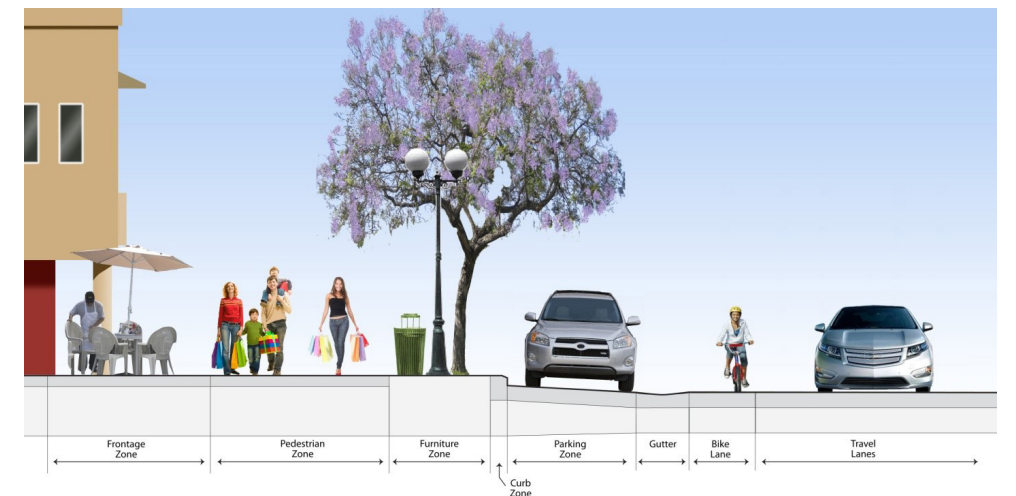 Frontage
Zone
Pedestrian
Zone
Furniture
Zone
Curb
Zone
Parking
Zone
Gutter
Bike
Lane
Travel
Lanes